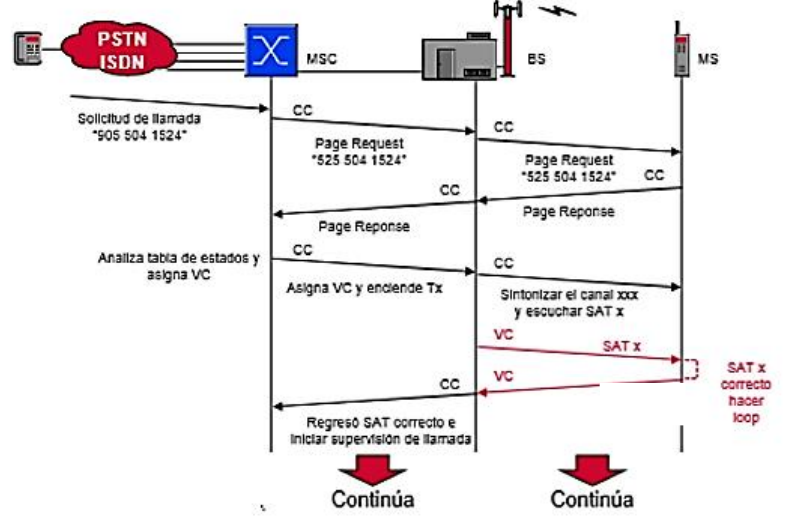 PSTN
ISDN
MSC
BS
MS
Solicitud de llamada
"905 504 1524"
CC
Page Request
"525 504 1524"
CC
Page Request
"525 504 1524"
CC
Page Reponse
CC
Page Reponse
Analiza tabla de estados y
asigna VC
CC
Asigna VC y enciende Tx
CC
Sintonizar el canal xxx
y escuchar SAT x
VC
SAT x
VC
SAT x
correcto
hacer
loop
CC
Regresó SAT correcto e
iniciar supervisión de llamada
Continúa
Continúa